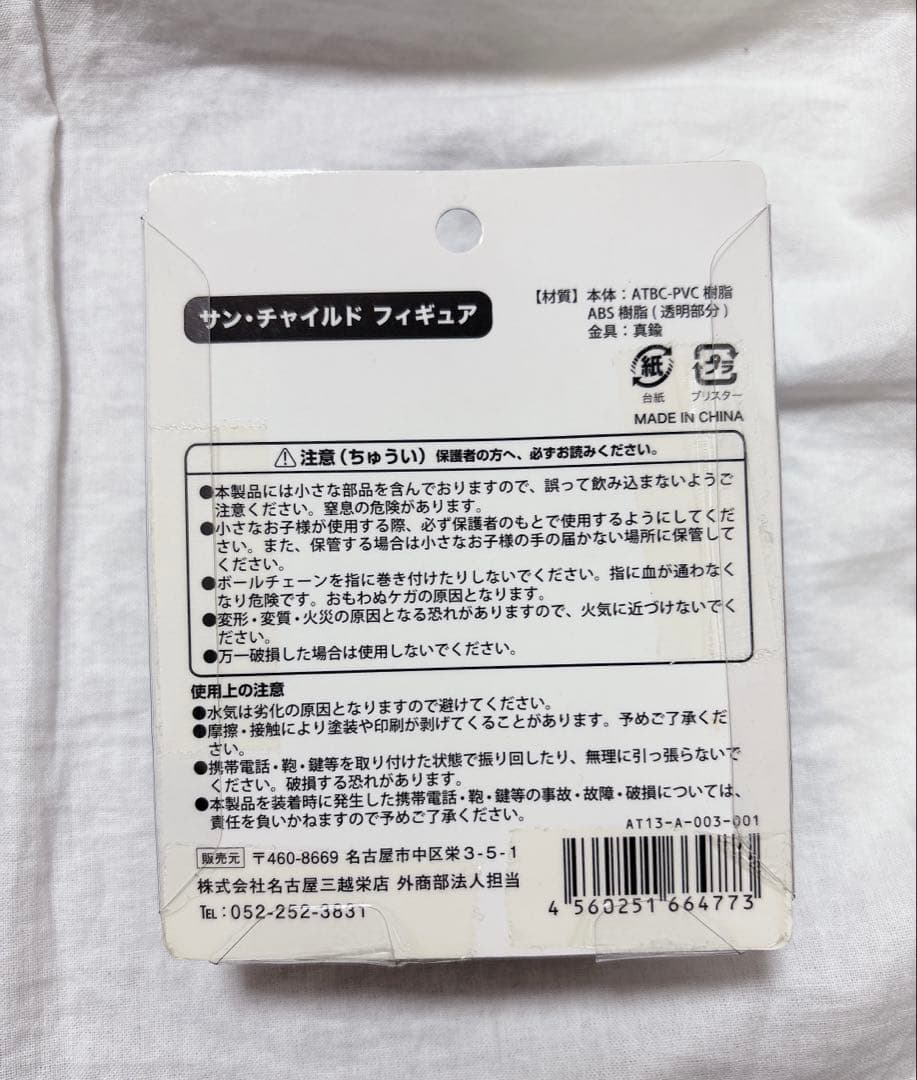 サン・チャイルド フィギュア
【材質】本体：ATBC-PVC 樹脂
ABS 樹脂 ( 透明部分 )
金具：真鍮
紙
台紙
プラ
ブリスター
MADE IN CHINA
注意（ちゅうい） 保護者の方へ、必ずお読みください。
●本製品には小さな部品を含んでおりますので、誤って飲み込まないようご
注意ください。窒息の危険があります。
●小さなお子様が使用する際、必ず保護者のもとで使用するようにしてくだ
さい。また、保管する場合は小さなお子様の手の届かない場所に保管して
ください。
●ボールチェーンを指に巻き付けたりしないでください。指に血が通わなく
なり危険です。おもわぬケガの原因となります。
●変形・変質・火災の原因となる恐れがありますので、火気に近づけないでく
ださい。
●万一破損した場合は使用しないでください。
使用上の注意
●水気は劣化の原因となりますので避けてください。
●摩擦・接触により塗装や印刷が剥げてくることがあります。予めご了承くだ
さい。
●携帯電話・鞄・鍵等を取り付けた状態で振り回したり、無理に引っ張らないで
ください。破損する恐れがあります。
●本製品を装着時に発生した携帯電話・鞄・鍵等の事故・故障・破損については、
責任を負いかねますので予めご了承ください。
AT13-A-003-001
販売元 〒460-8669 名古屋市中区栄３-５-１
株式会社名古屋三越栄店 外商部法人担当
TEL：052-252-3831
4 560251 664773